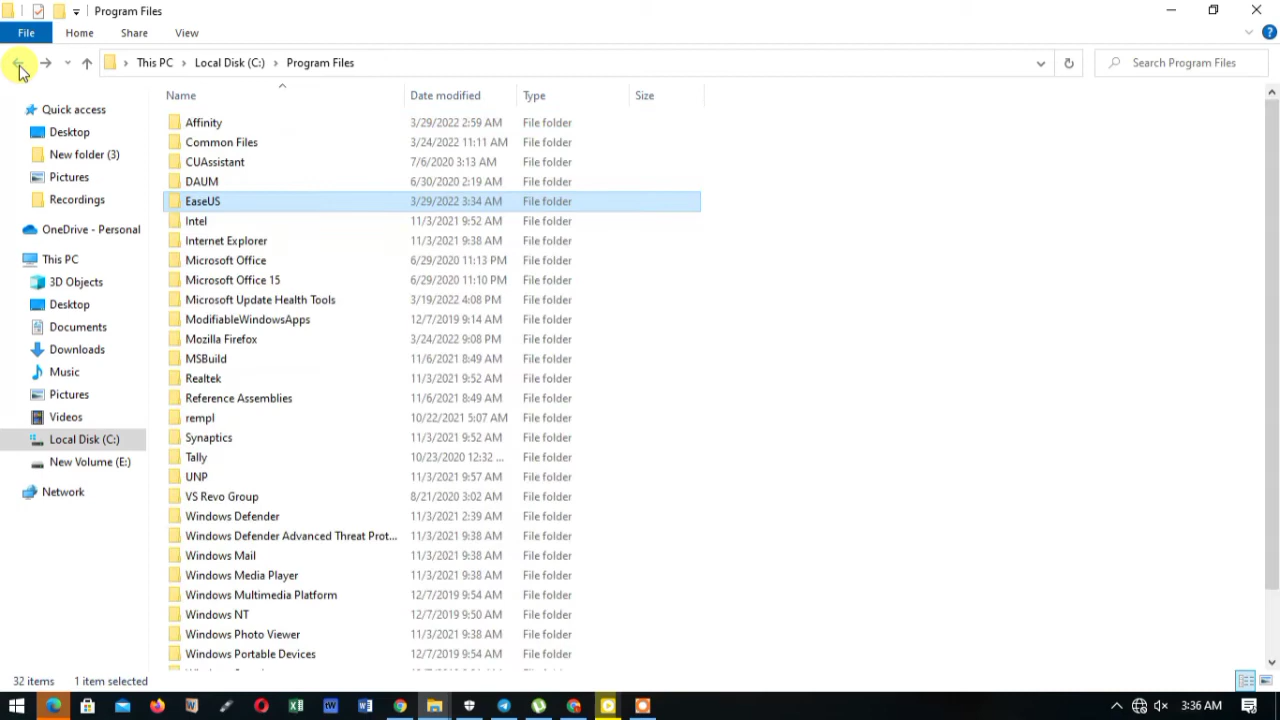 Program Files
File Home Share View
This PC Local Disk (C:) Program Files Search Program Files
Name Date modified Type Size
Quick access
Desktop
New folder (3)
Pictures
Recordings
OneDrive - Personal
This PC
3D Objects
Desktop
Documents
Downloads
Music
Pictures
Videos
Local Disk (C:)
New Volume (E:)
Network
Affinity 3/29/2022 2:59 AM File folder
Common Files 3/24/2022 11:11 AM File folder
CUAssistant 7/6/2020 3:13 AM File folder
DAUM 6/30/2020 2:19 AM File folder
EaseUS 3/29/2022 3:34 AM File folder
Intel 11/3/2021 9:52 AM File folder
Internet Explorer 11/3/2021 9:38 AM File folder
Microsoft Office 6/29/2020 11:13 PM File folder
Microsoft Office 15 6/29/2020 11:10 PM File folder
Microsoft Update Health Tools 3/19/2022 4:08 PM File folder
ModifiableWindowsApps 12/7/2019 9:14 AM File folder
Mozilla Firefox 3/24/2022 9:08 PM File folder
MSBuild 11/6/2021 8:49 AM File folder
Realtek 11/3/2021 9:52 AM File folder
Reference Assemblies 11/6/2021 8:49 AM File folder
rempl 10/22/2021 5:07 AM File folder
Synaptics 11/3/2021 9:52 AM File folder
Tally 10/23/2020 12:32 ... File folder
UNP 11/3/2021 9:57 AM File folder
VS Revo Group 8/21/2020 3:02 AM File folder
Windows Defender 11/3/2021 2:39 AM File folder
Windows Defender Advanced Threat Prot... 11/3/2021 9:38 AM File folder
Windows Mail 11/3/2021 9:38 AM File folder
Windows Media Player 11/3/2021 9:38 AM File folder
Windows Multimedia Platform 12/7/2019 9:54 AM File folder
Windows NT 12/7/2019 9:54 AM File folder
Windows Photo Viewer 11/3/2021 9:38 AM File folder
Windows Portable Devices 12/7/2019 9:54 AM File folder
32 items 1 item selected
3:36 AM